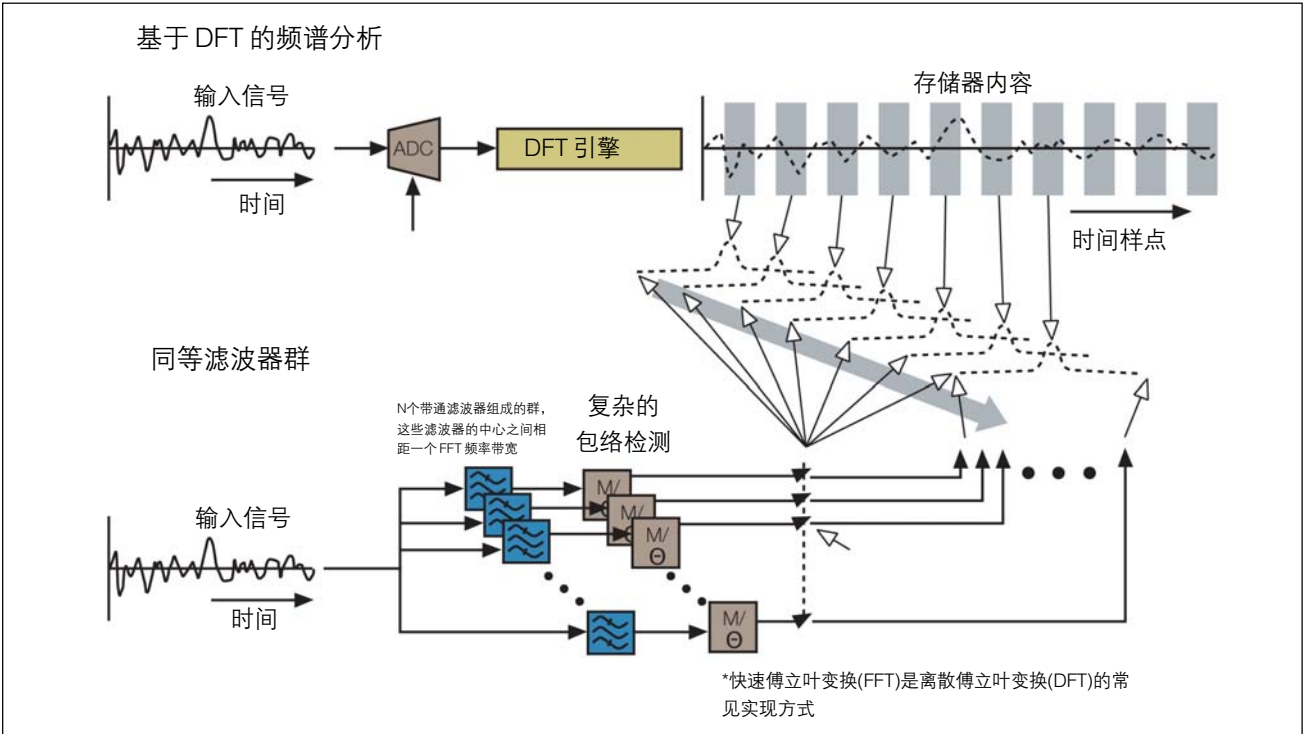 基于 DFT 的频谱分析
输入信号
时间
ADC
DFT 引擎
存储器内容
时间样点
同等滤波器群
N个带通滤波器组成的群，
这些滤波器的中心之间相
距一个 FFT 频率带宽
复杂的
包络检测
输入信号
时间
M/
M/
M/
Θ
M/
Θ
*快速傅立叶变换(FFT)是离散傅立叶变换(DFT)的常
见实现方式